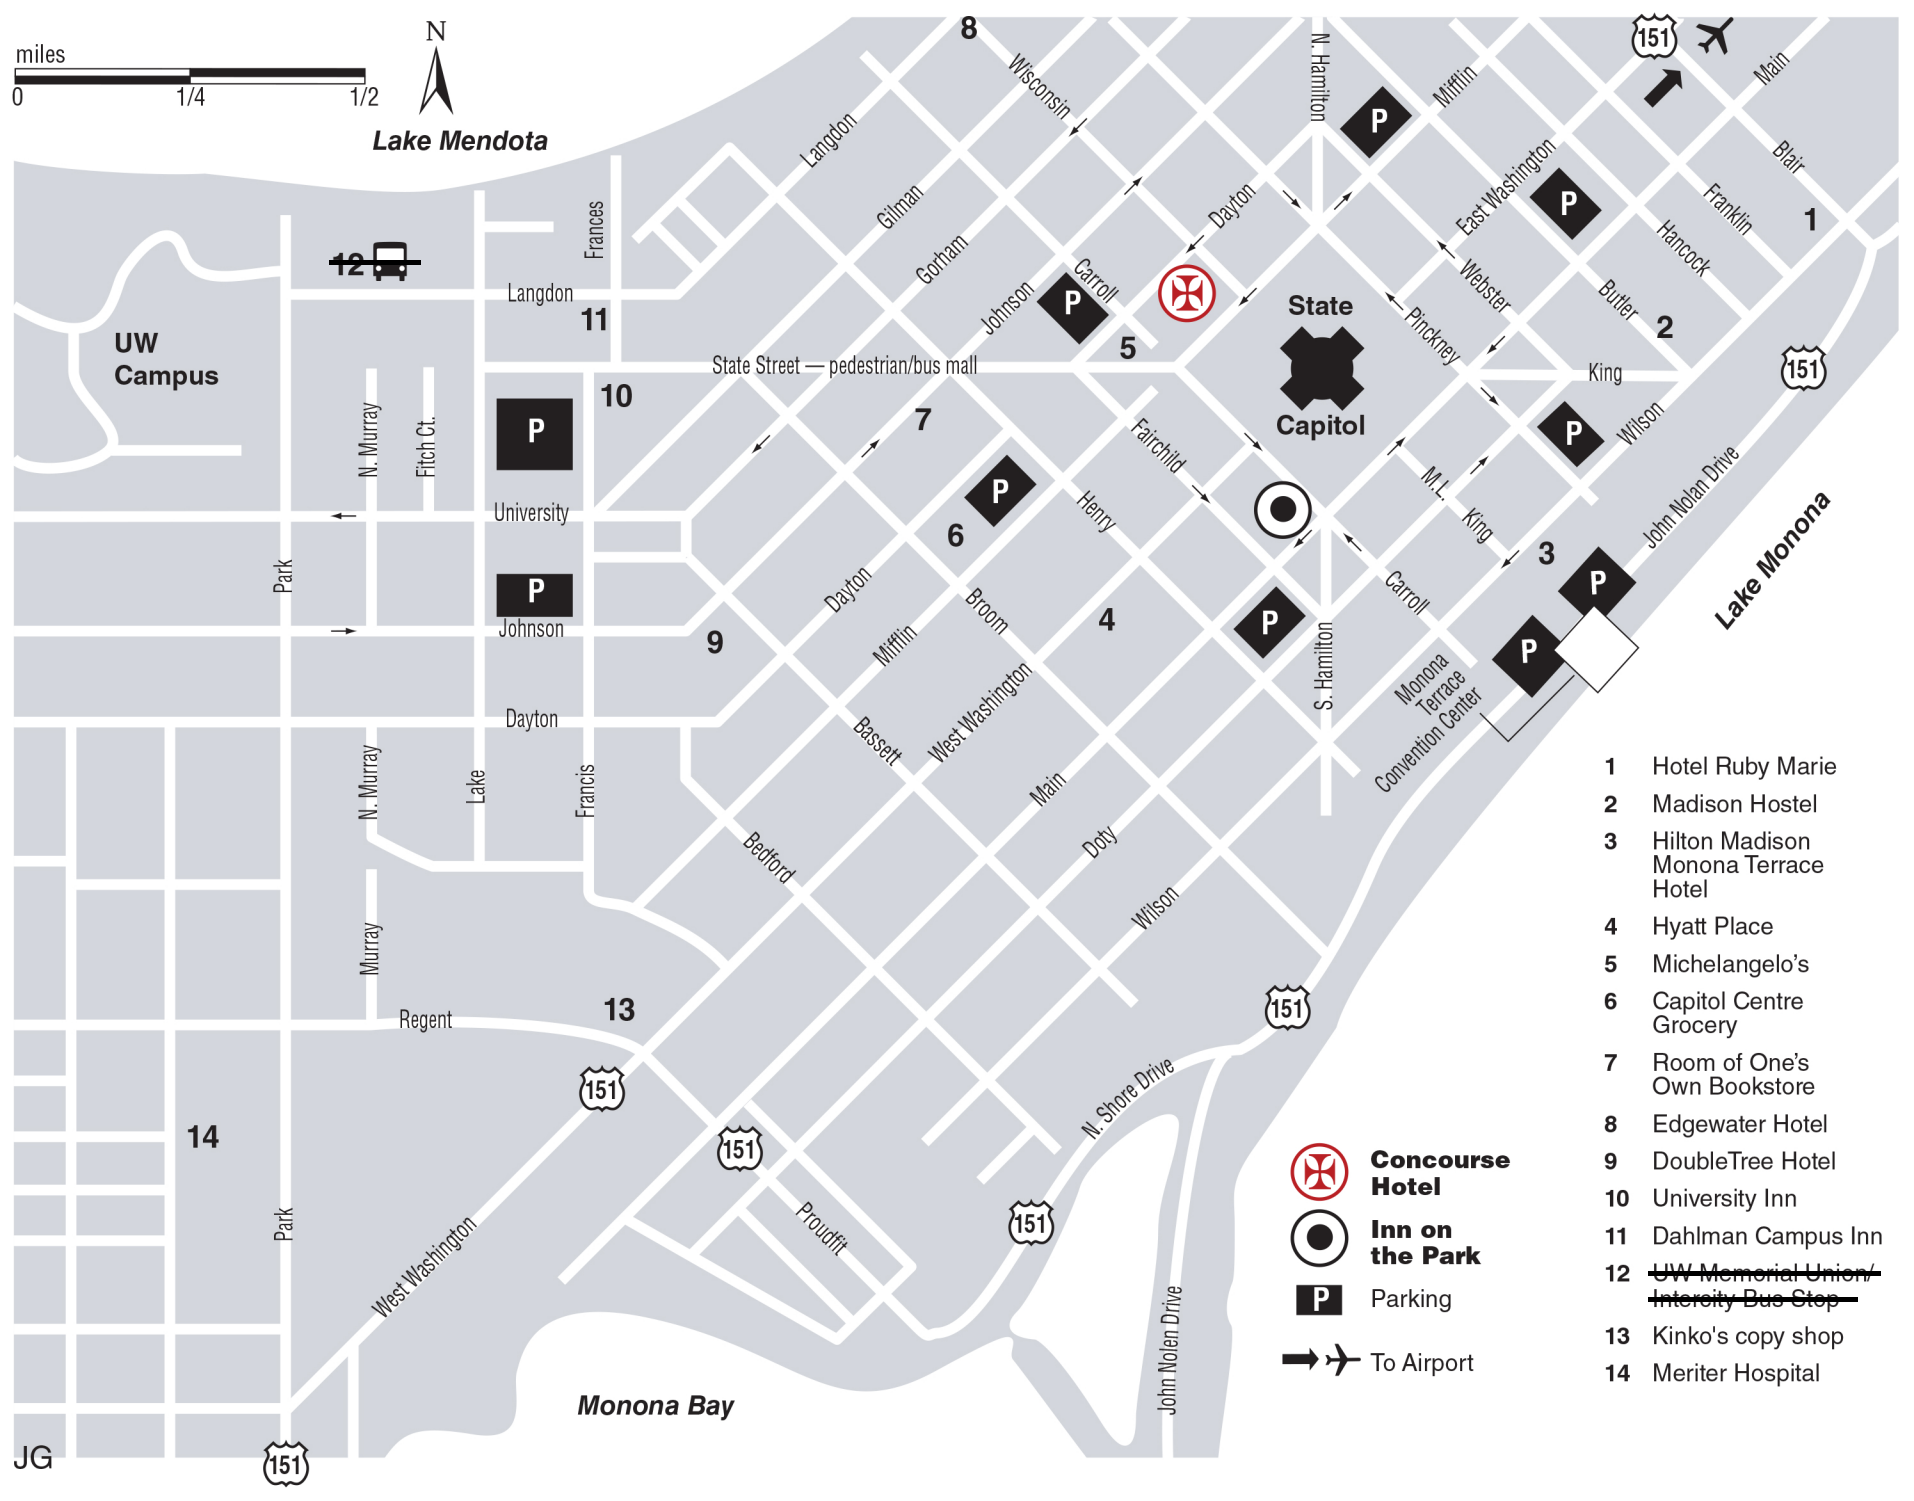 miles
0 1/4 1/2
N
Lake Mendota
8
Wisconsin
N. Hamilton
Mifflin
151
Main
Langdon
Blair
East Washington
P
P
Gilman
Dayton
Franklin
1
Frances
Hancock
12
Gorham
Carroll
Webster
Butler
Langdon
Johnson
P
State
Capitol
Pinckney
2
11
UW
Campus
5
State Street — pedestrian/bus mall
King
151
10
7
N. Murray
Fitch Ct.
P
Fairchild
P
Wilson
M.L. King
John Nolan Drive
P
Henry
University
6
3
Lake Monona
Park
P
Dayton
Broom
4
P
Carroll
P
P
Johnson
9
Mifflin
S. Hamilton
Monona
Terrace
Convention Center
West Washington
Dayton
Bassett
N. Murray
Lake
Francis
Main
Doty
Bedford
Wilson
Murray
13
Regent
151
151
N. Shore Drive
14
151
151
Park
Proudfit
West Washington
John Nolen Drive
Monona Bay
151
JG
1 Hotel Ruby Marie
2 Madison Hostel
3 Hilton Madison
Monona Terrace
Hotel
4 Hyatt Place
5 Michelangelo’s
6 Capitol Centre
Grocery
7 Room of One’s
Own Bookstore
8 Edgewater Hotel
9 DoubleTree Hotel
10 University Inn
11 Dahlman Campus Inn
12 UW Memorial Union/
Intercity Bus Stop
13 Kinko's copy shop
14 Meriter Hospital
Concourse
Hotel
Inn on
the Park
P Parking
To Airport